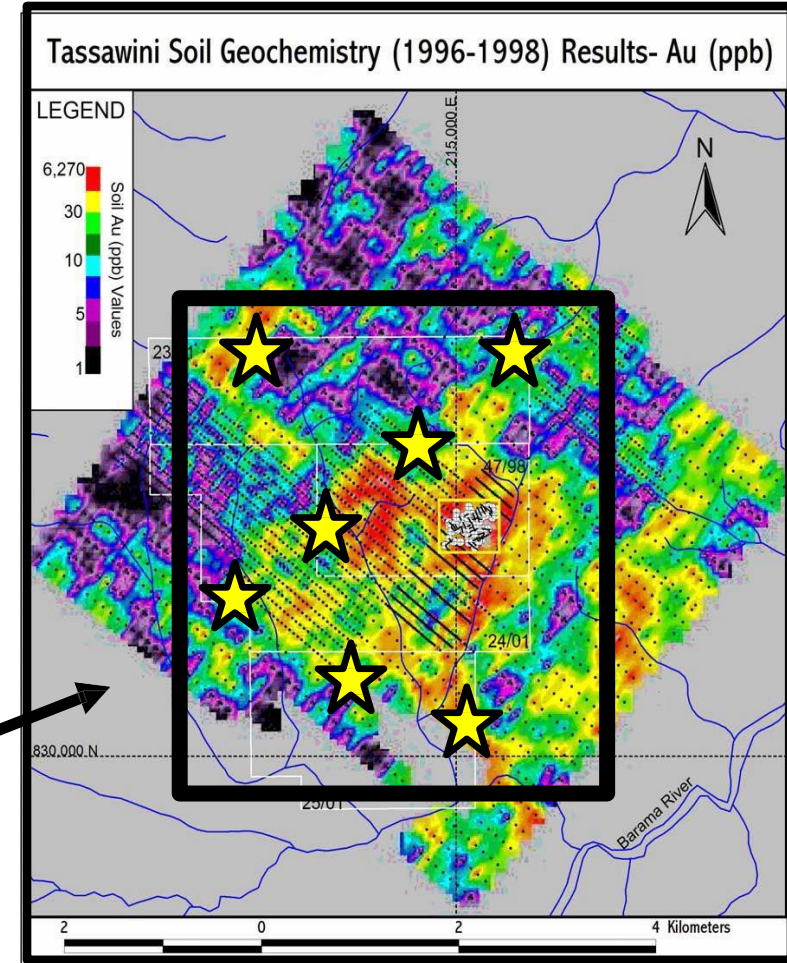 Tassawini Soil Geochemistry (1996-1998) Results- Au (ppb)
LEGEND
6,270
30
10
5
1
Soil Au (ppb) Values
215,000 E
N
47/98
24/01
830,000 N
25/01
Barama River
2 0 2 4 Kilometers